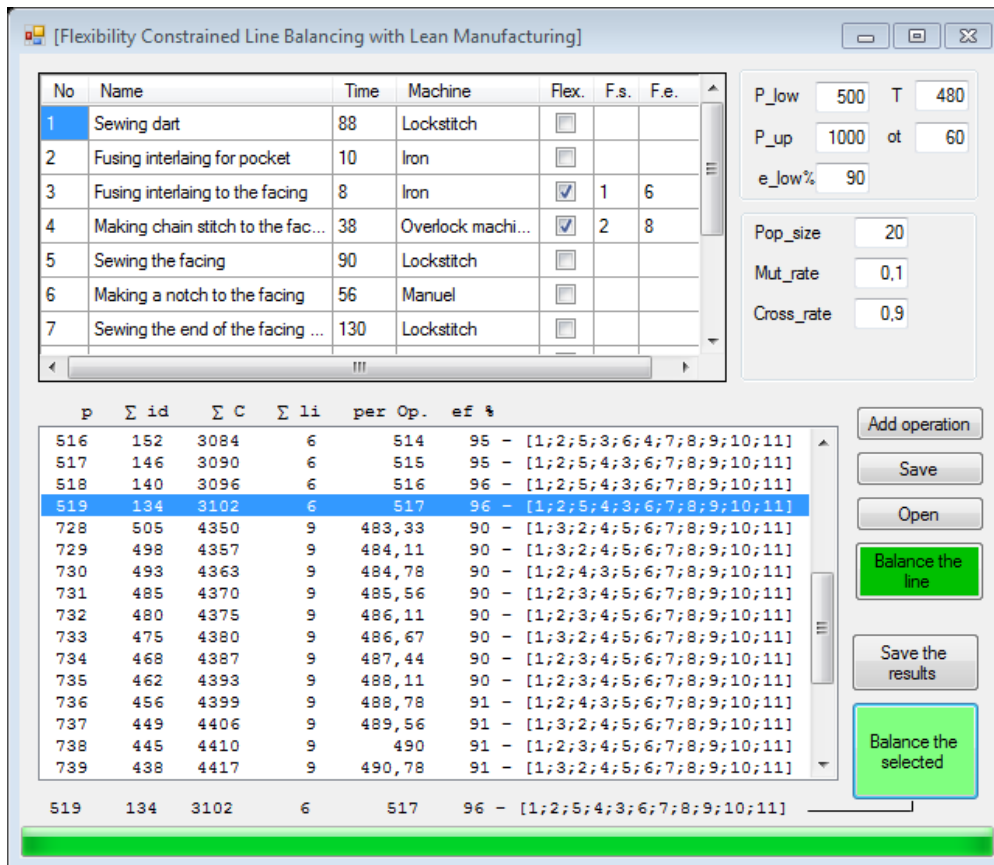 [Flexibility Constrained Line Balancing with Lean Manufacturing]
No Name Time Machine Flex. F.s. F.e.
1 Sewing dart 88 Lockstitch
2 Fusing interlaing for pocket 10 Iron
3 Fusing interlaing to the facing 8 Iron 1 6
4 Making chain stitch to the fac... 38 Overlock machi... 2 8
5 Sewing the facing 90 Lockstitch
6 Making a notch to the facing 56 Manuel
7 Sewing the end of the facing ... 130 Lockstitch
P_low 500 T 480
P_up 1000 ot 60
e_low% 90
Pop_size 20
Mut_rate 0,1
Cross_rate 0,9
p Σ id Σ C Σ li per Op. ef %
516 152 3084 6 514 95 - [1;2;5;3;6;4;7;8;9;10;11]
517 146 3090 6 515 95 - [1;2;5;4;3;6;7;8;9;10;11]
518 140 3096 6 516 96 - [1;2;5;4;3;6;7;8;9;10;11]
519 134 3102 6 517 96 - [1;2;5;4;3;6;7;8;9;10;11]
728 505 4350 9 483,33 90 - [1;3;2;4;5;6;7;8;9;10;11]
729 498 4357 9 484,11 90 - [1;3;2;4;5;6;7;8;9;10;11]
730 493 4363 9 484,78 90 - [1;2;4;3;5;6;7;8;9;10;11]
731 485 4370 9 485,56 90 - [1;2;3;4;5;6;7;8;9;10;11]
732 480 4375 9 486,11 90 - [1;2;3;4;5;6;7;8;9;10;11]
733 475 4380 9 486,67 90 - [1;3;2;4;5;6;7;8;9;10;11]
734 468 4387 9 487,44 90 - [1;2;3;4;5;6;7;8;9;10;11]
735 462 4393 9 488,11 90 - [1;2;3;4;5;6;7;8;9;10;11]
736 456 4399 9 488,78 91 - [1;2;4;3;5;6;7;8;9;10;11]
737 449 4406 9 489,56 91 - [1;3;2;4;5;6;7;8;9;10;11]
738 445 4410 9 490 91 - [1;2;3;4;5;6;7;8;9;10;11]
739 438 4417 9 490,78 91 - [1;3;2;4;5;6;7;8;9;10;11]
519 134 3102 6 517 96 - [1;2;5;4;3;6;7;8;9;10;11]
Add operation
Save
Open
Balance the
line
Save the
results
Balance the
selected